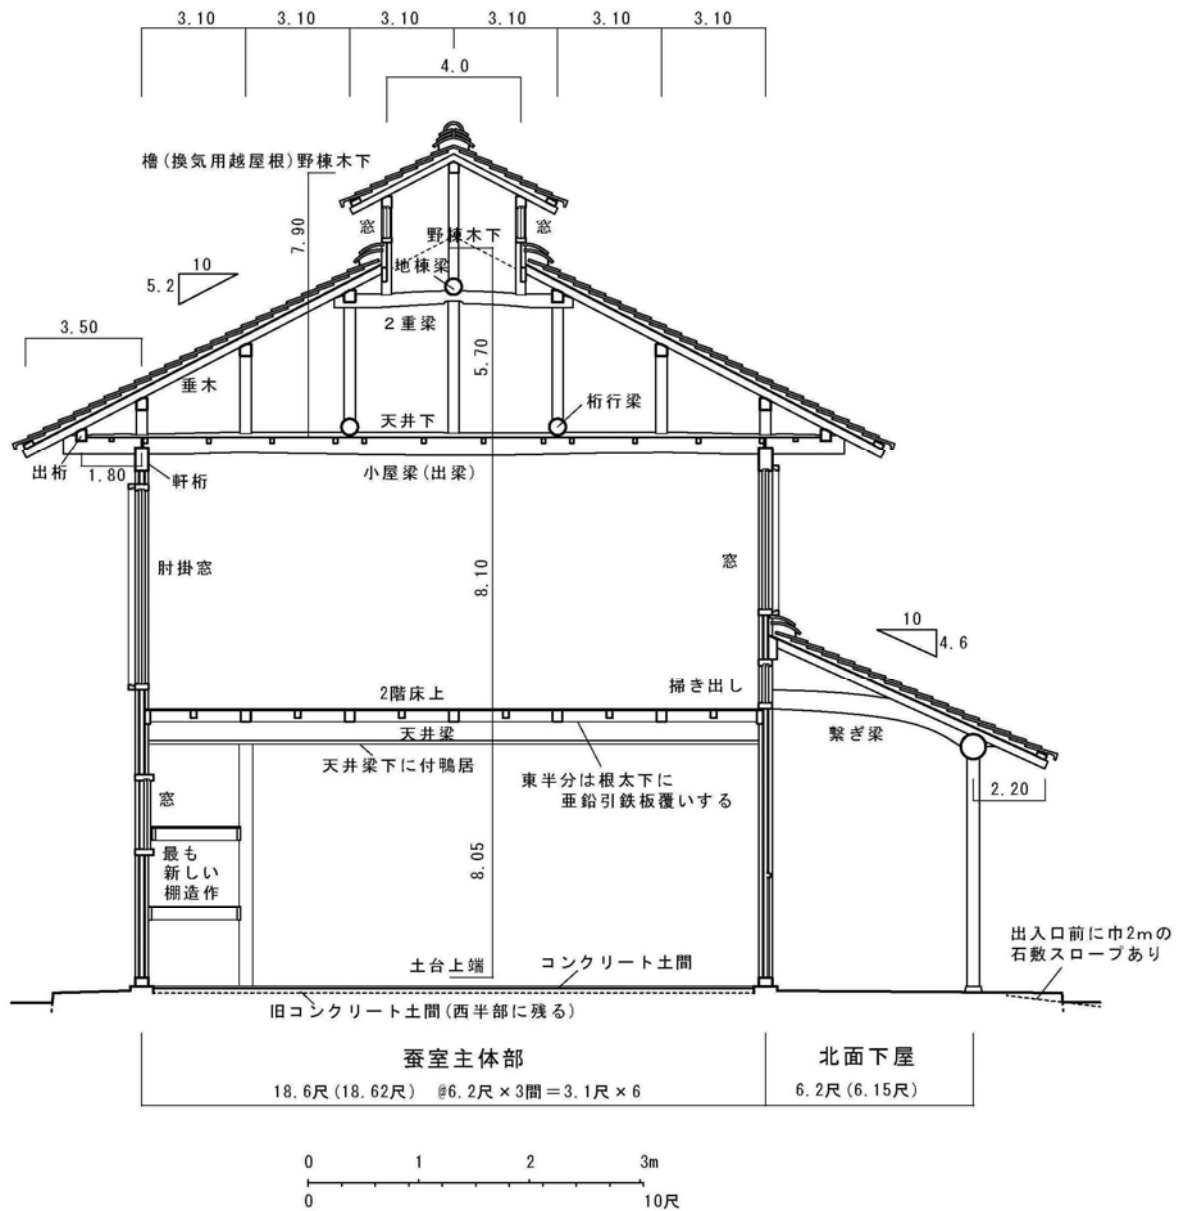 3.10 3.10 3.10 3.10 3.10 3.10
4.0
櫓(換気用越屋根)野棟木下
窓
窓
7.90
野棟木下
地棟梁
10
5.2
2重梁
3.50
5.70
垂木
桁行梁
天井下
出桁
1.80
軒桁
小屋梁(出梁)
肘掛窓
窓
8.10
10
4.6
2階床上
掃き出し
天井梁
繋ぎ梁
天井梁下に付鴨居
東半分は根太下に
亜鉛引鉄板覆いする
2.20
窓
最も
新しい
棚造作
8.05
出入口前に巾2mの
石敷スロープあり
土台上端
コンクリート土間
旧コンクリート土間(西半部に残る)
蚕室主体部
北面下屋
18.6尺(18.62尺) @6.2尺×3間=3.1尺×6
6.2尺(6.15尺)
0 1 2 3m
0 10尺